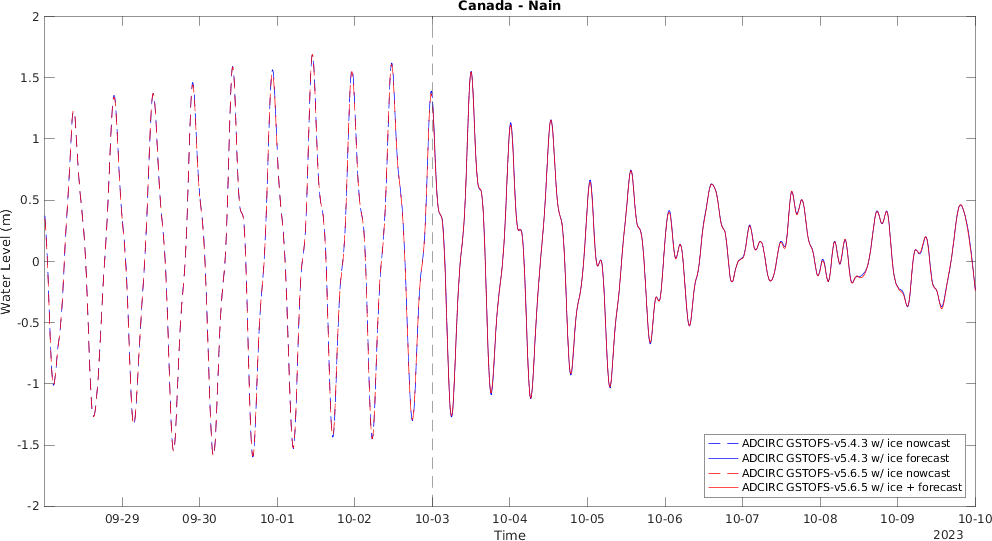 Canada - Nain
2
1.5
1
0.5
0
-0.5
-1
-1.5
-2
Water Level (m)
ADCIRC GSTOFS-v5.4.3 w/ ice nowcast
ADCIRC GSTOFS-v5.4.3 w/ ice forecast
ADCIRC GSTOFS-v5.6.5 w/ ice nowcast
ADCIRC GSTOFS-v5.6.5 w/ ice + forecast
09-29 09-30 10-01 10-02 10-03 10-04 10-05 10-06 10-07 10-08 10-09 10-10
Time
2023